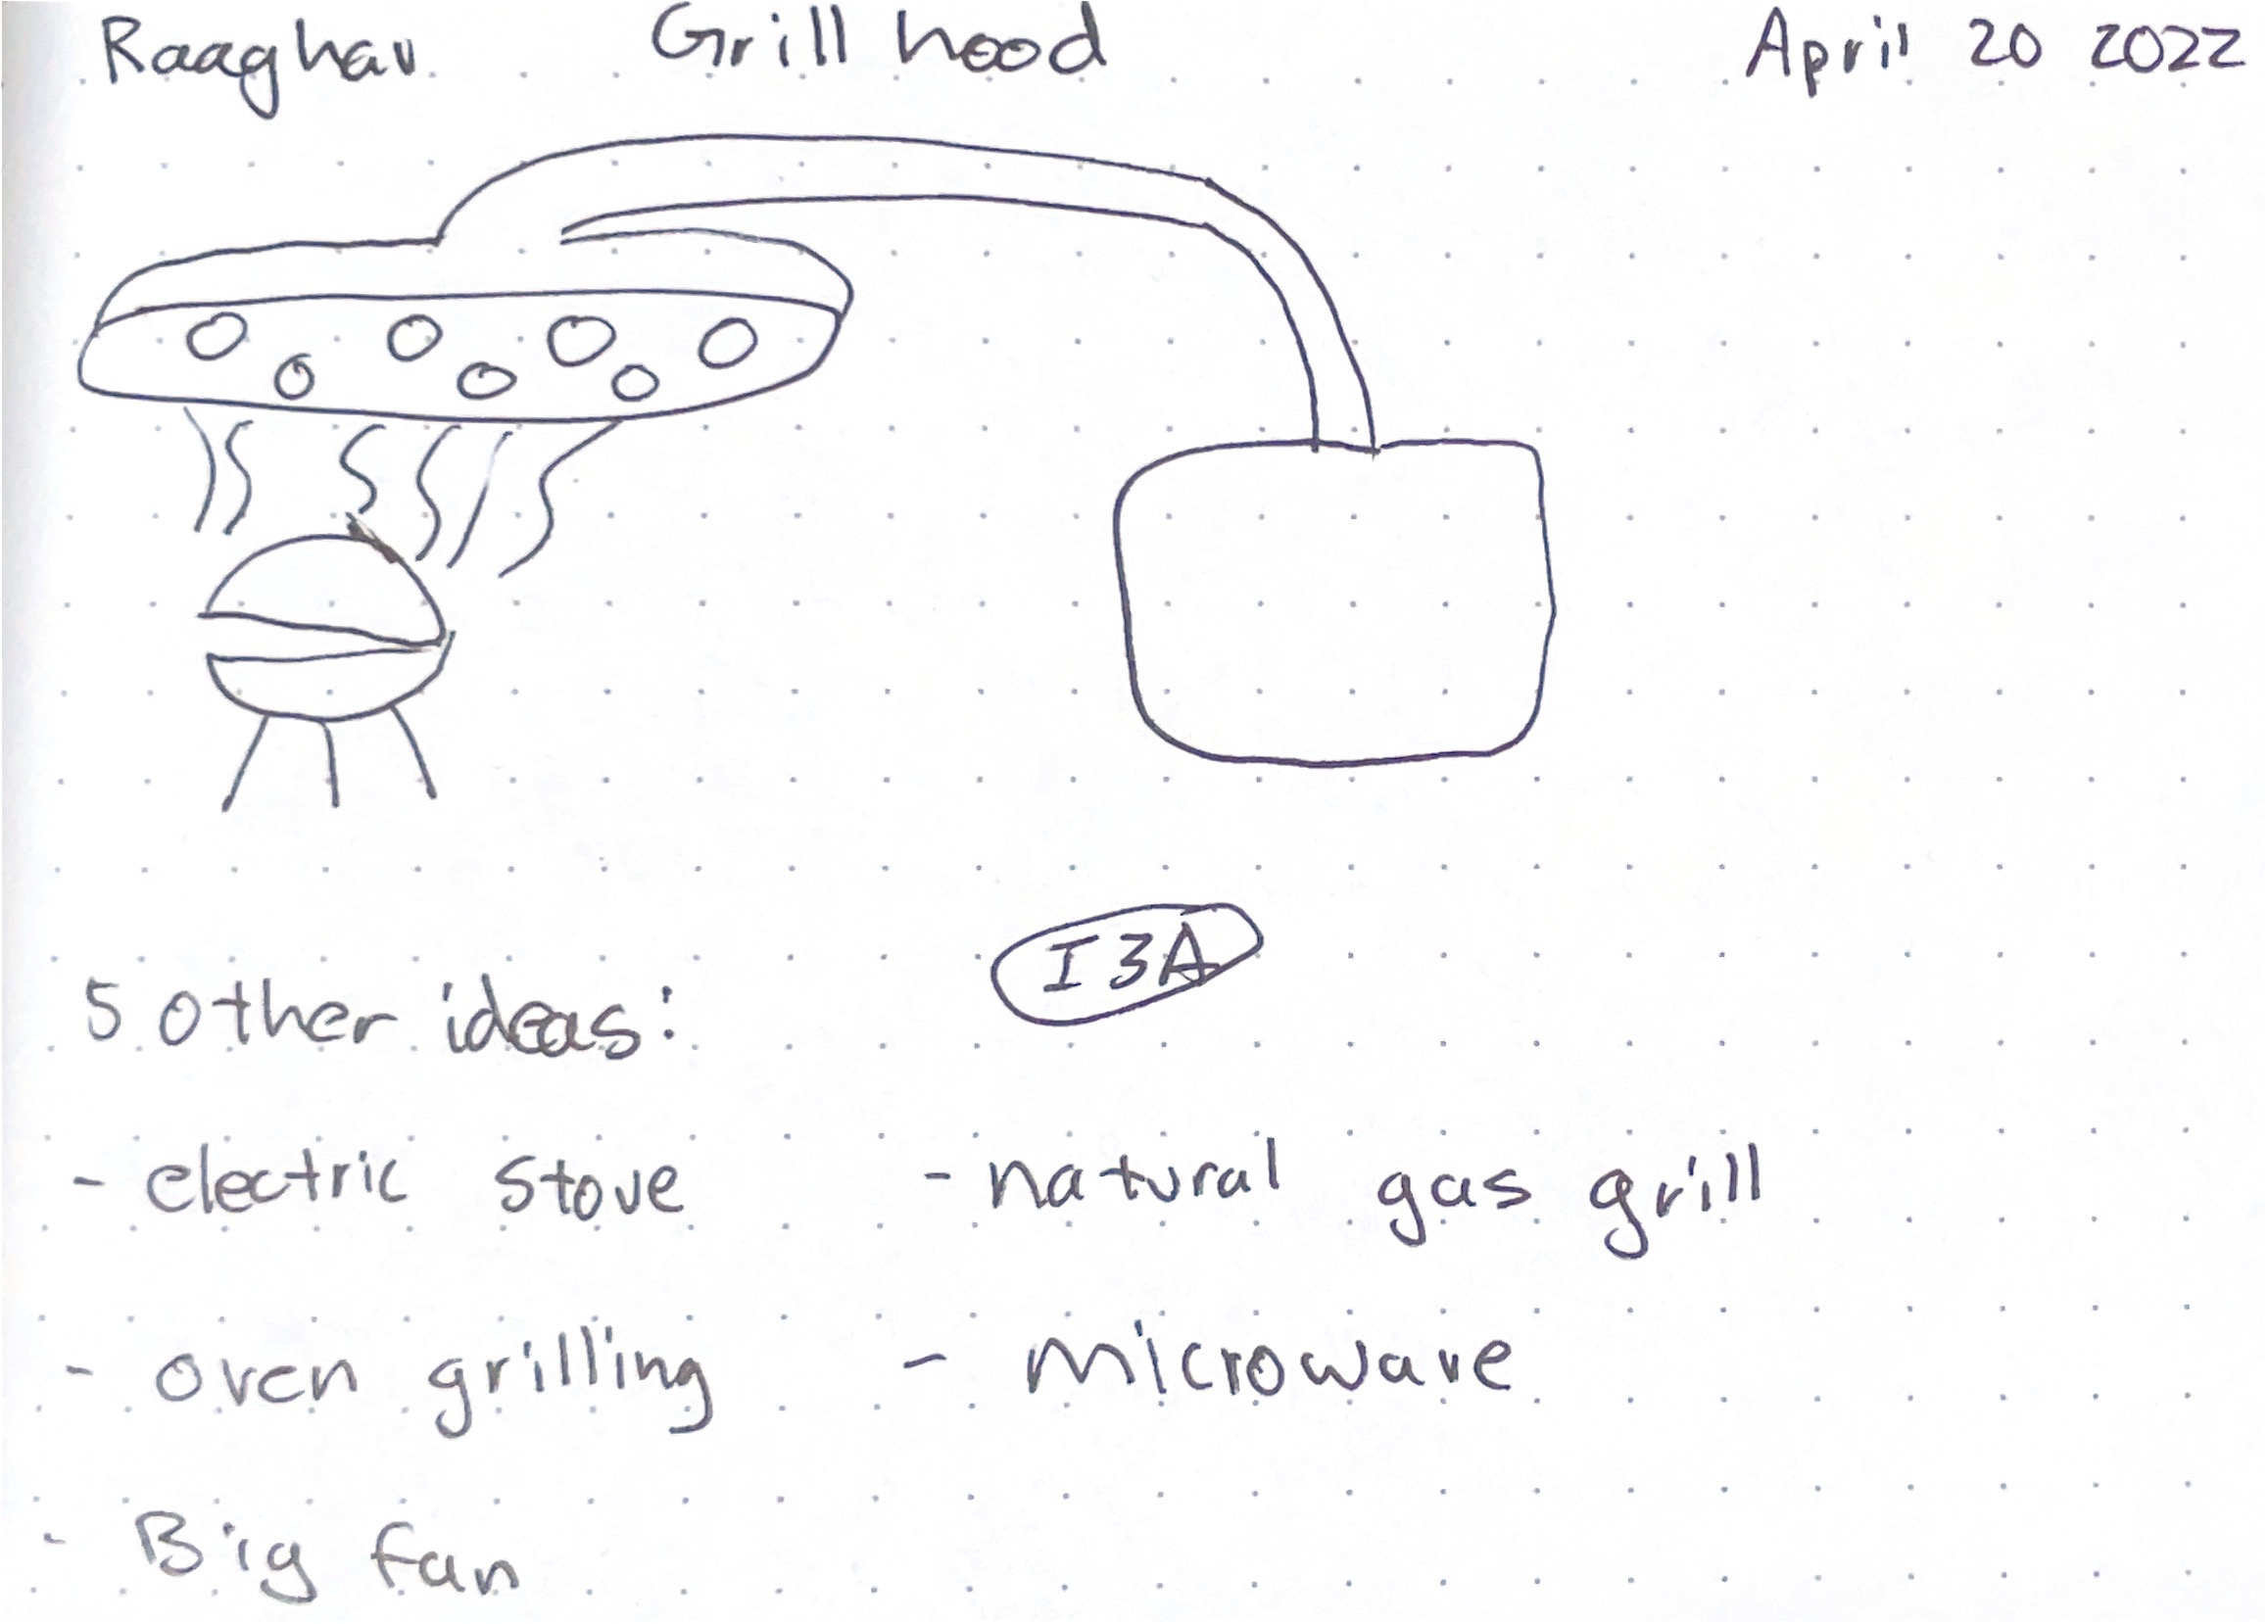 Raaghav Grill hood April 20 2022
I3A
5 other ideas:
- electric stove - natural gas grill
- oven grilling - microwave
- Big fan